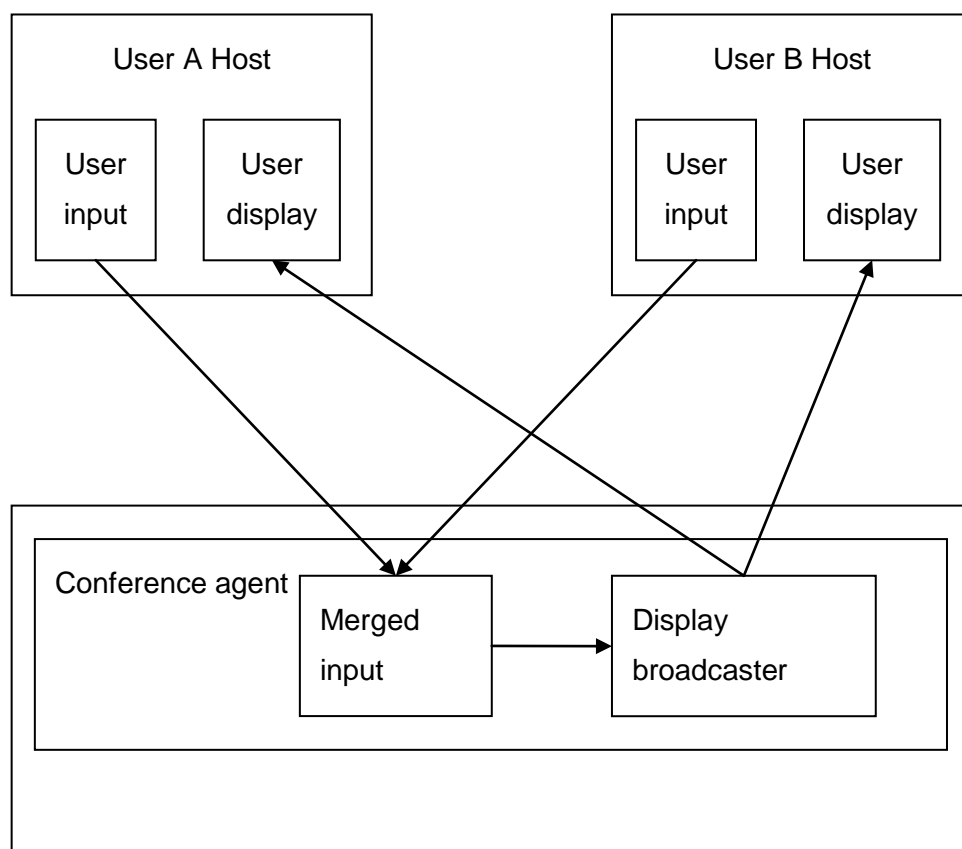 User A Host
User
input
User
display
User B Host
User
input
User
display
Conference agent
Merged
input
Display
broadcaster